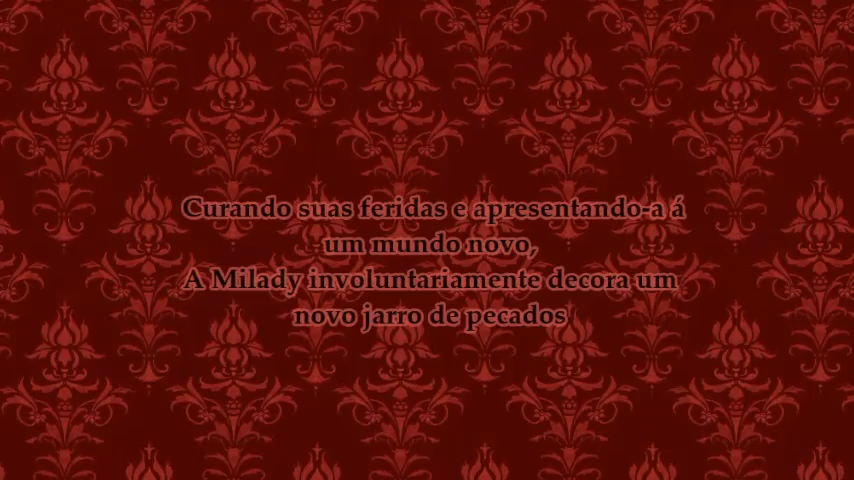 Curando suas feridas e apresentando-a á
um mundo novo,
A Milady involuntariamente decora um
novo jarro de pecados